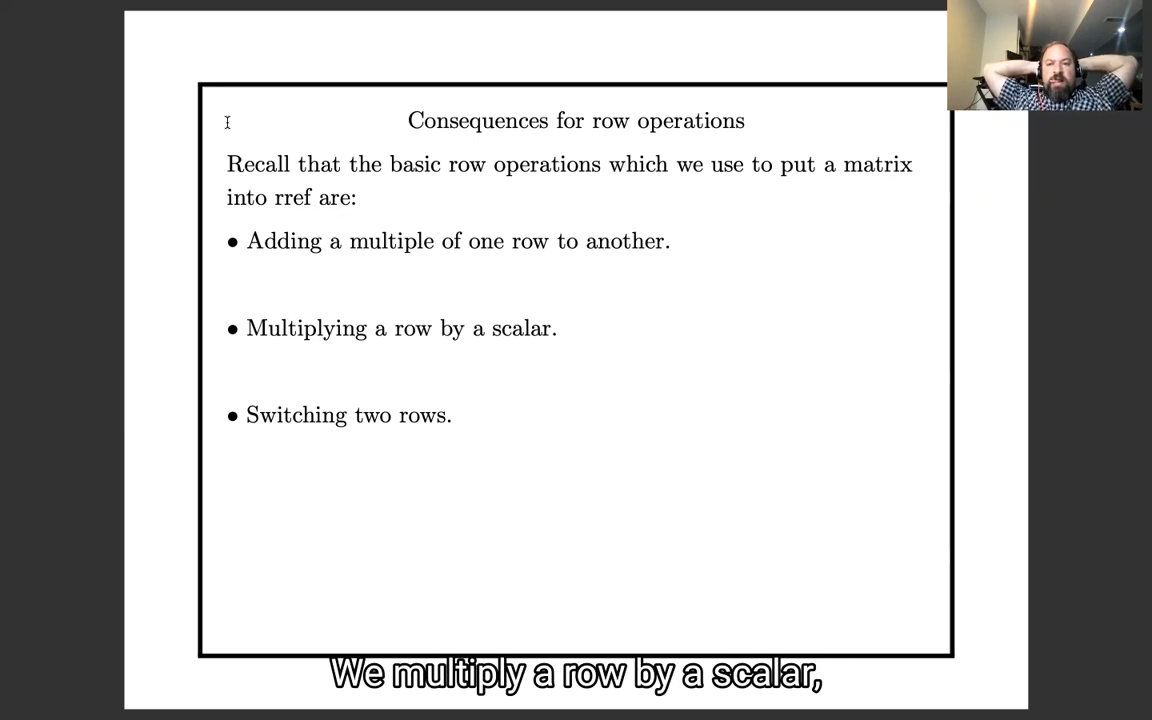 Consequences for row operations
Recall that the basic row operations which we use to put a matrix
into rref are:
• Adding a multiple of one row to another.
• Multiplying a row by a scalar.
• Switching two rows.
We multiply a row by a scalar,